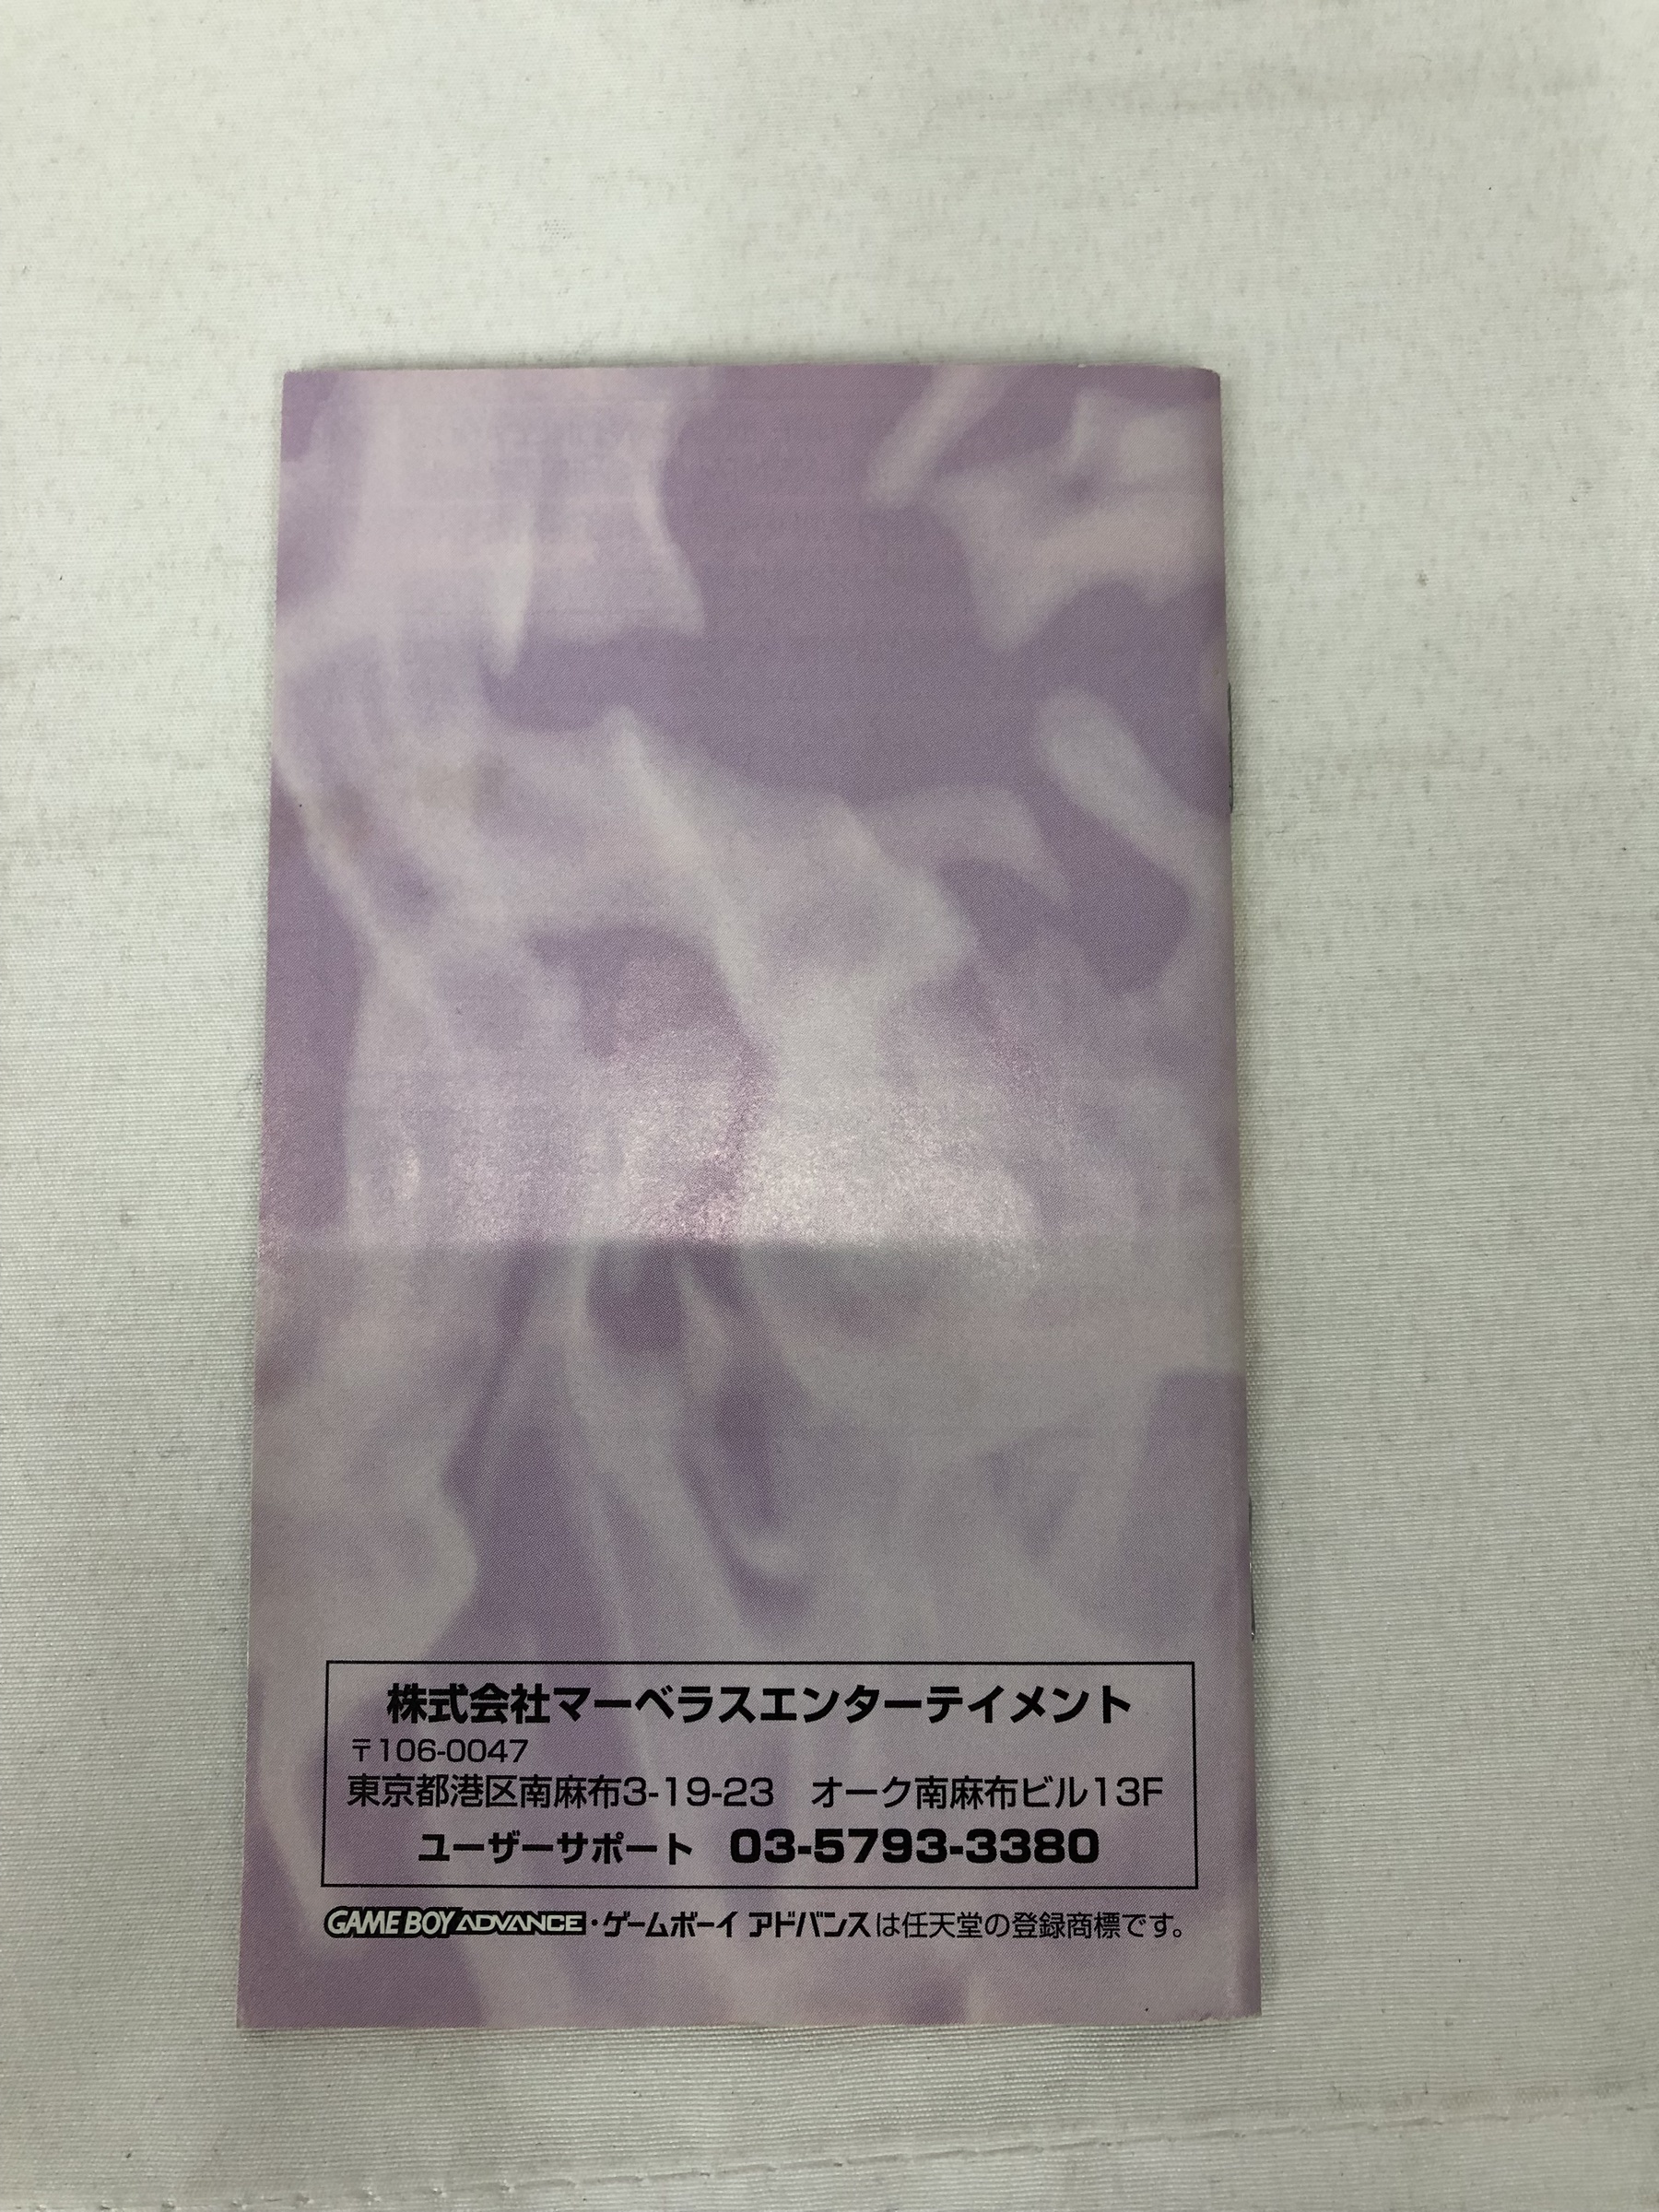 株式会社マーベラスエンターテイメント
〒106-0047
東京都港区南麻布3-19-23　オーク南麻布ビル13F
ユーザーサポート　03-5793-3380
GAME BOY ADVANCE・ゲームボーイ アドバンスは任天堂の登録商標です。